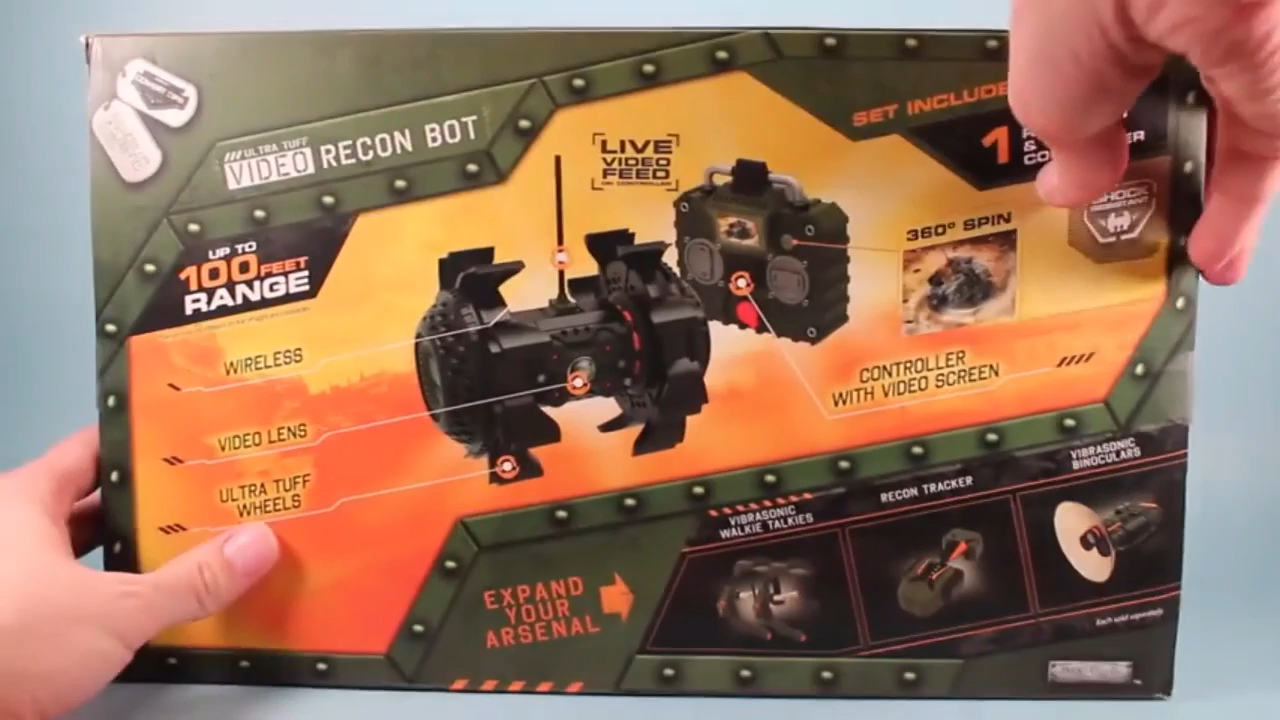 ULTRA TUFF
VIDEO RECON BOT
LIVE
VIDEO
FEED
ON CONTROLLER
SET INCLUDE
1
&
SHOCK
RESISTANT
UP TO
100 FEET
RANGE
360° SPIN
WIRELESS
VIDEO LENS
ULTRA TUFF
WHEELS
CONTROLLER
WITH VIDEO SCREEN
EXPAND
YOUR
ARSENAL
VIBRASONIC
WALKIE TALKIES
RECON TRACKER
VIBRASONIC
BINOCULARS
Each sold separately